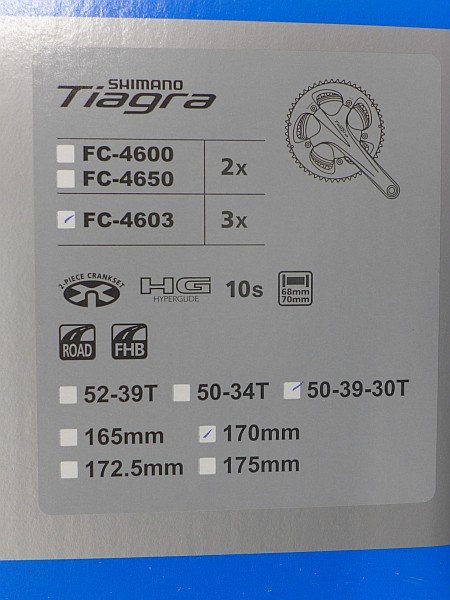 SHIMANO
Tiagra
FC-4600
FC-4650
2x
FC-4603
3x
2-PIECE CRANKSET
HG
HYPERGLIDE
10s
68mm
70mm
ROAD
FHB
52-39T 50-34T 50-39-30T
165mm 170mm
172.5mm 175mm